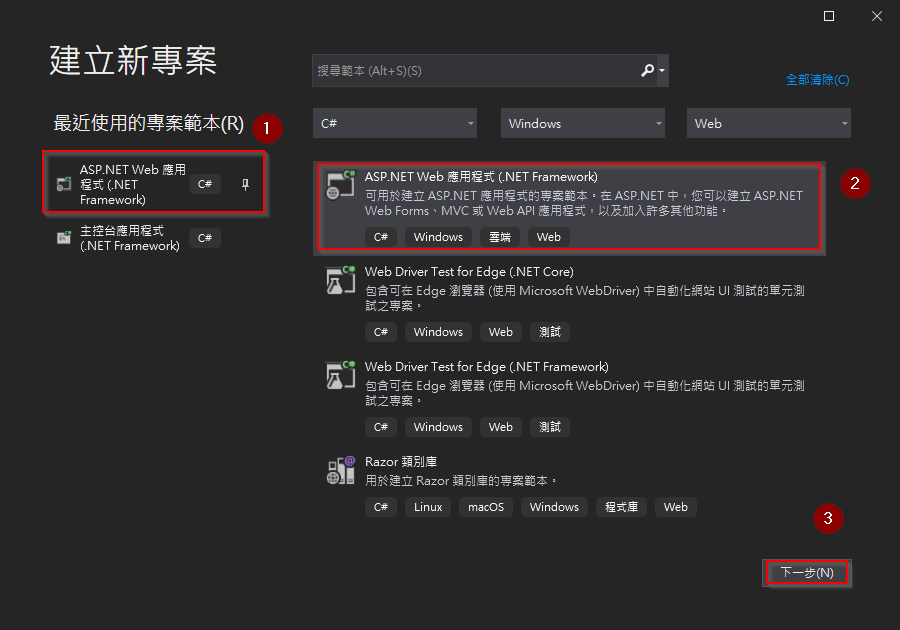 建立新專案
搜尋範本 (Alt+S)(S)
全部清除(C)
最近使用的專案範本(R)
1
C#
Windows
Web
ASP.NET Web 應用
程式 (.NET
Framework)
C#
主控台應用程式
(.NET Framework)
C#
ASP.NET Web 應用程式 (.NET Framework)
可用於建立 ASP.NET 應用程式的專案範本。在 ASP.NET 中，您可以建立 ASP.NET
Web Forms、MVC 或 Web API 應用程式，以及加入許多其他功能。
C# Windows 雲端 Web
2
Web Driver Test for Edge (.NET Core)
包含可在 Edge 瀏覽器 (使用 Microsoft WebDriver) 中自動化網站 UI 測試的單元測
試之專案。
C# Windows Web 測試
Web Driver Test for Edge (.NET Framework)
包含可在 Edge 瀏覽器 (使用 Microsoft WebDriver) 中自動化網站 UI 測試的單元測
試之專案。
C# Windows Web 測試
Razor 類別庫
用於建立 Razor 類別庫的專案範本。
C# Linux macOS Windows 程式庫 Web
3
下一步(N)